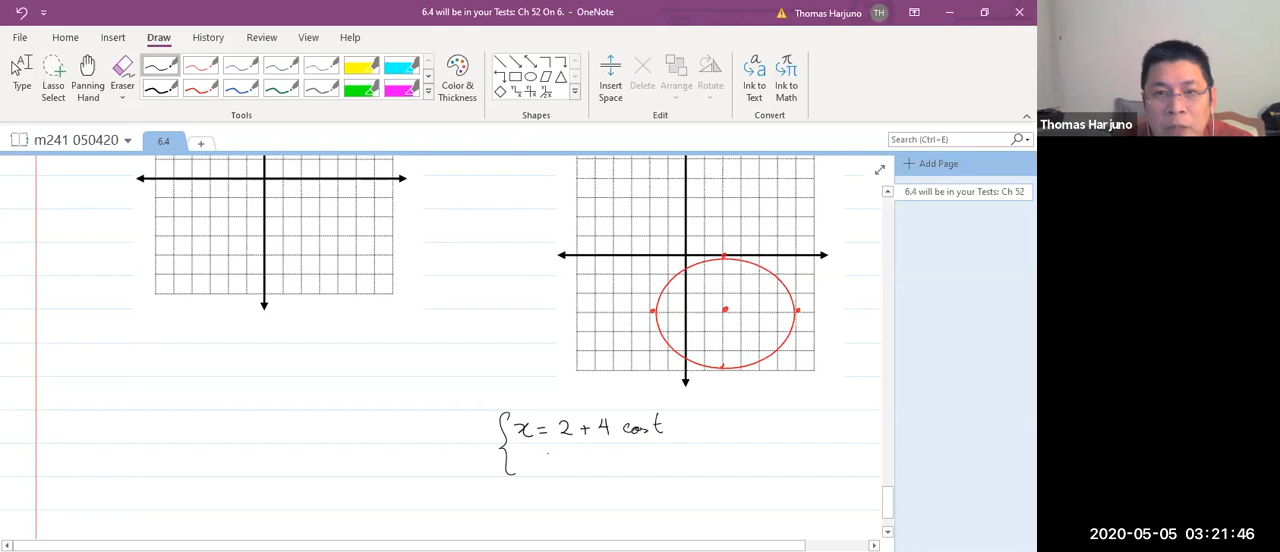 6.4 will be in your Tests: Ch 52 On 6. - OneNote
Thomas Harjuno
TH
File Home Insert Draw History Review View Help
Type
Lasso Select
Panning Hand
Eraser
Color & Thickness
Insert Space
Delete
Arrange
Rotate
Ink to Text
Ink to Math
Tools
Shapes
Edit
Convert
Thomas Harjuno
m241 050420
6.4
Search (Ctrl+E)
Add Page
6.4 will be in your Tests: Ch 52
x = 2 + 4 cos t
2020-05-05 03:21:46